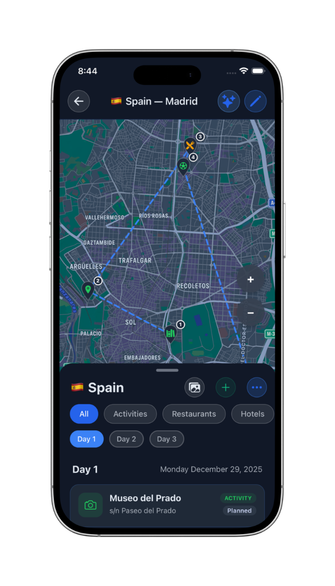 8:44
Spain — Madrid
3
4
VALLEHERMOSO
RÍOS ROSAS
GAZTAMBIDE
TRAFALGAR
ARGÜELLES
2
RECOLETOS
+
−
SOL
1
PALACIO
EMBAJADORES
Spain
+
All
Activities
Restaurants
Hotels
Day 1
Day 2
Day 3
Day 1
Monday December 29, 2025
Museo del Prado
ACTIVITY
s/n Paseo del Prado
Planned